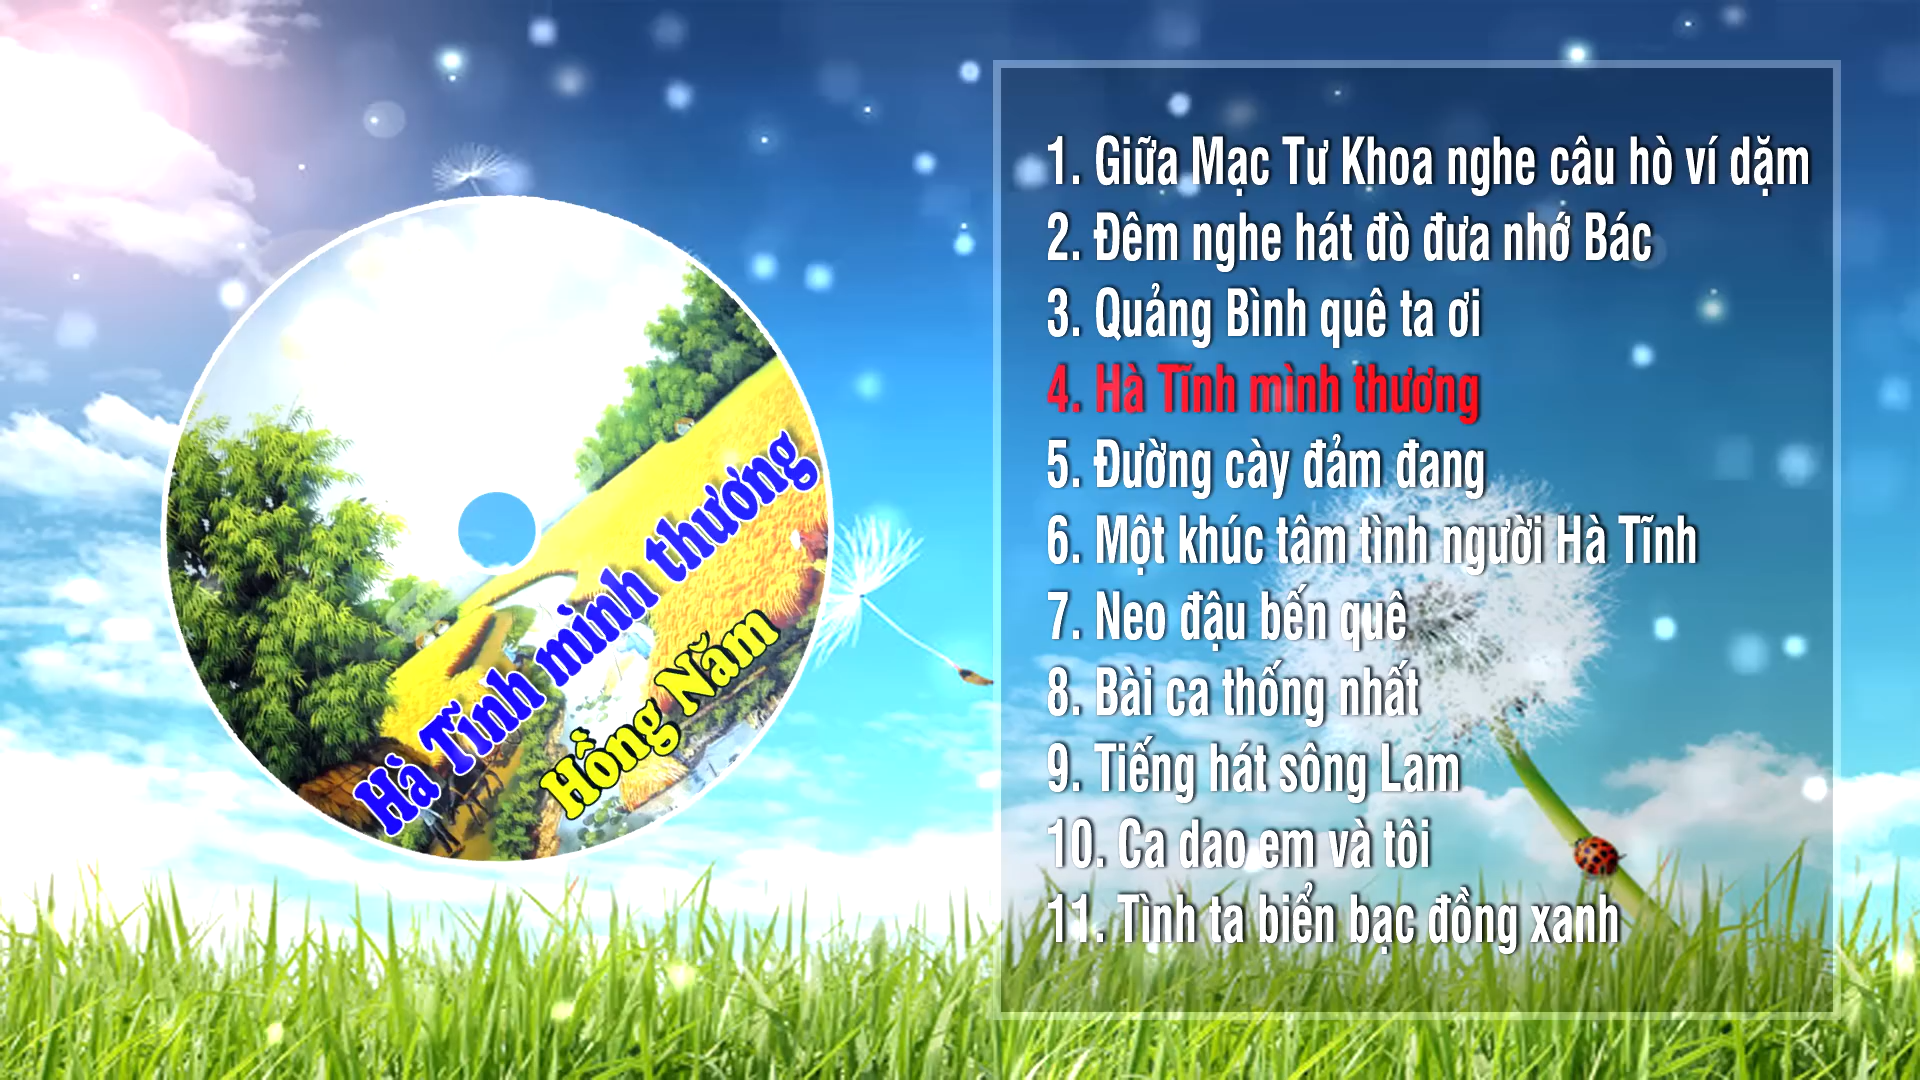 Hà Tĩnh mình thương
Hồng Năm
1. Giữa Mạc Tư Khoa nghe câu hò ví dặm
2. Đêm nghe hát đò đưa nhớ Bác
3. Quảng Bình quê ta ơi
4. Hà Tĩnh mình thương
5. Đường cày đảm đang
6. Một khúc tâm tình người Hà Tĩnh
7. Neo đậu bến quê
8. Bài ca thống nhất
9. Tiếng hát sông Lam
10. Ca dao em và tôi
11. Tình ta biển bạc đồng xanh